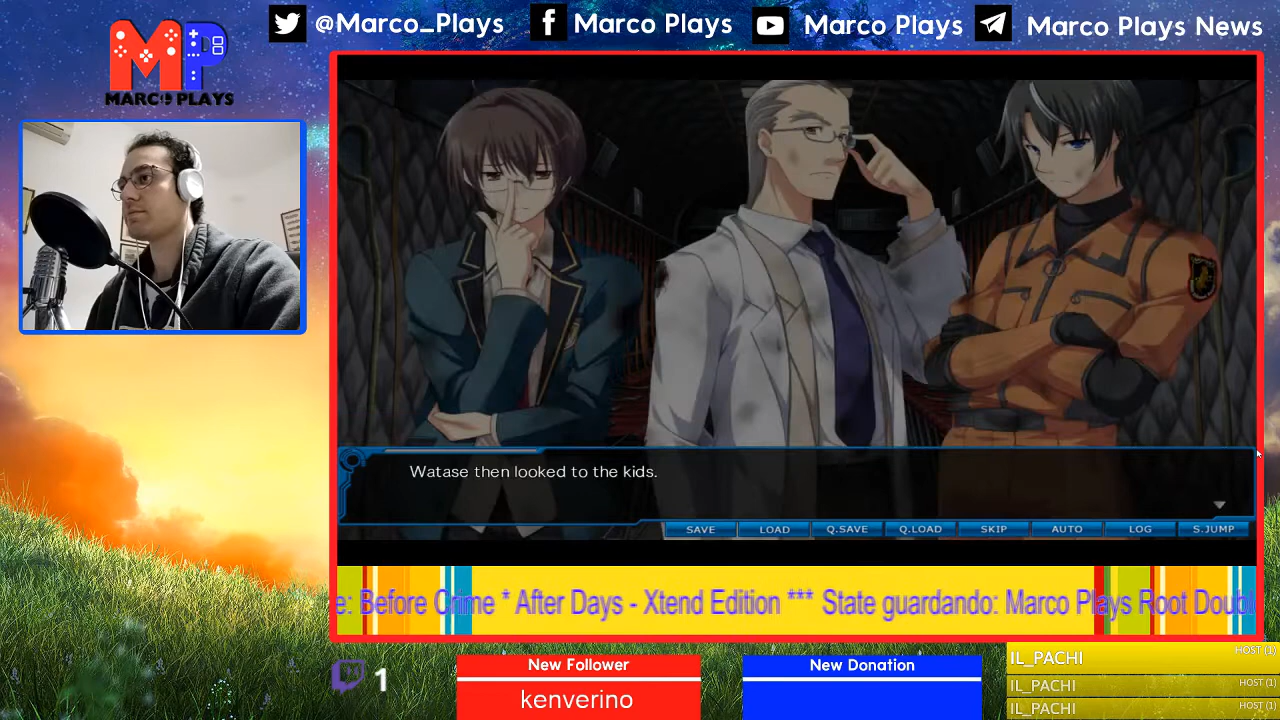 @Marco_Plays
Marco Plays
Marco Plays
Marco Plays News
MP
MARCO PLAYS
Watase then looked to the kids.
SAVE
LOAD
Q.SAVE
Q.LOAD
SKIP
AUTO
LOG
S.JUMP
e: Before Crime * After Days - Xtend Edition *** State guardando: Marco Plays Root Doubl
1
New Follower
kenverino
New Donation
IL_PACHI
HOST (1)
IL_PACHI
HOST (1)
IL_PACHI
HOST (1)